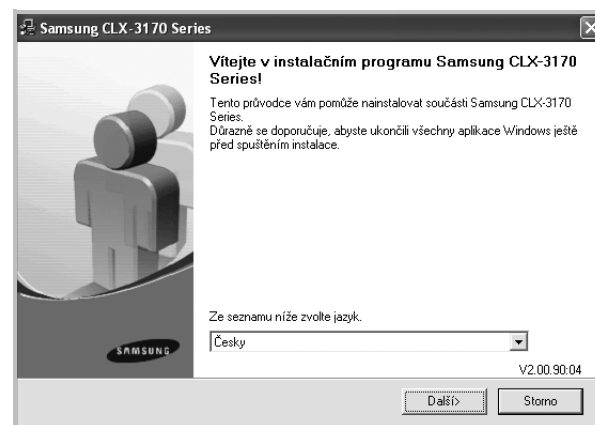 Samsung CLX-3170 Series
Vítejte v instalačním programu Samsung CLX-3170
Series!
Tento průvodce vám pomůže nainstalovat součásti Samsung CLX-3170
Series.
Důrazně se doporučuje, abyste ukončili všechny aplikace Windows ještě
před spuštěním instalace.
Ze seznamu níže zvolte jazyk.
Česky
SAMSUNG
V2.00.90:04
Další>
Storno